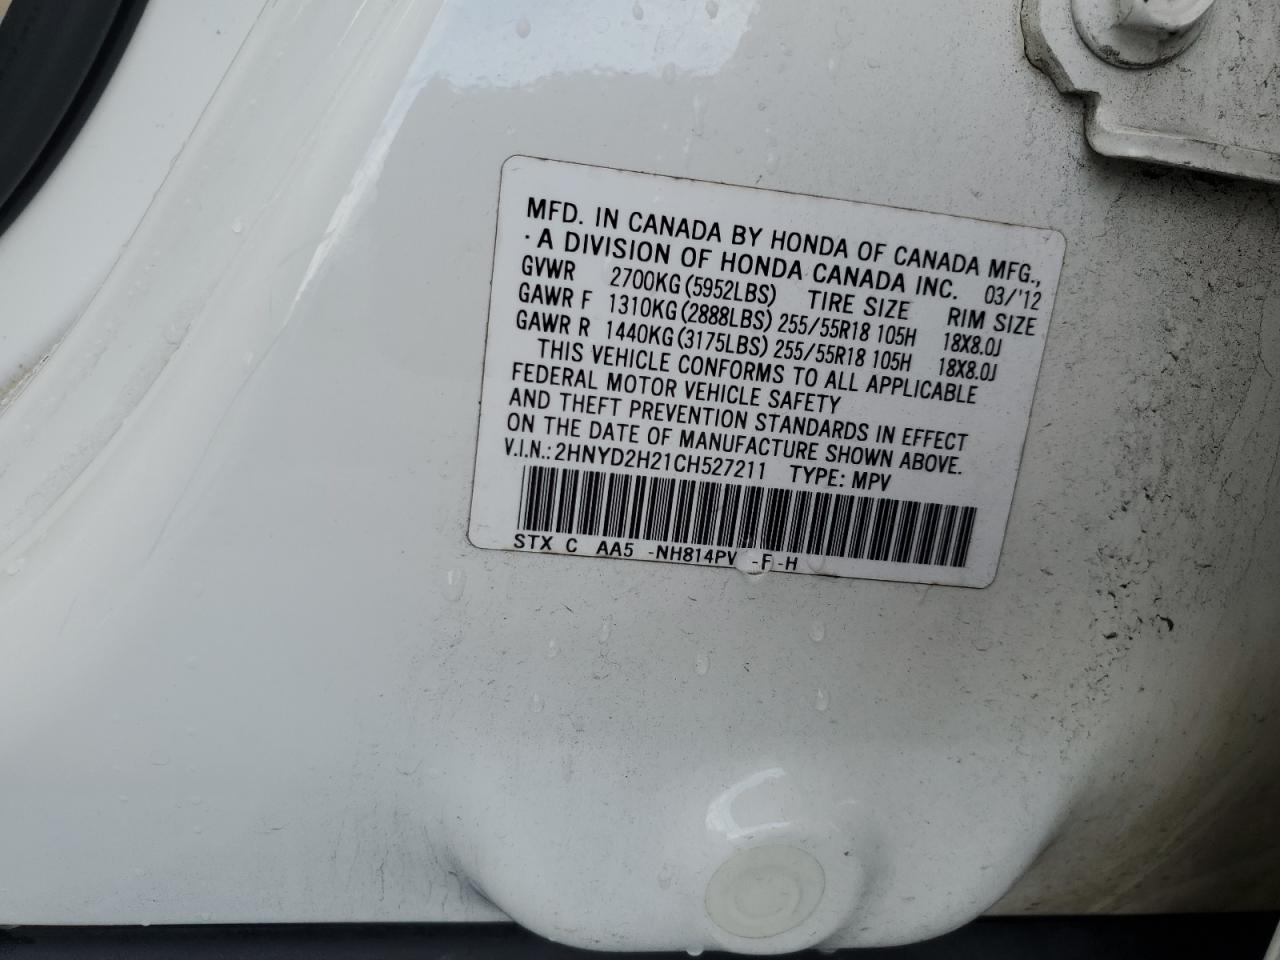 MFD. IN CANADA BY HONDA OF CANADA MFG.,
· A DIVISION OF HONDA CANADA INC. 03/'12
GVWR 2700KG (5952LBS) TIRE SIZE RIM SIZE
GAWR F 1310KG (2888LBS) 255/55R18 105H 18X8.0J
GAWR R 1440KG (3175LBS) 255/55R18 105H 18X8.0J
THIS VEHICLE CONFORMS TO ALL APPLICABLE
FEDERAL MOTOR VEHICLE SAFETY
AND THEFT PREVENTION STANDARDS IN EFFECT
ON THE DATE OF MANUFACTURE SHOWN ABOVE.
V.I.N.: 2HNYD2H21CH527211 TYPE: MPV
STX C AA5 -NH814PV -F -H